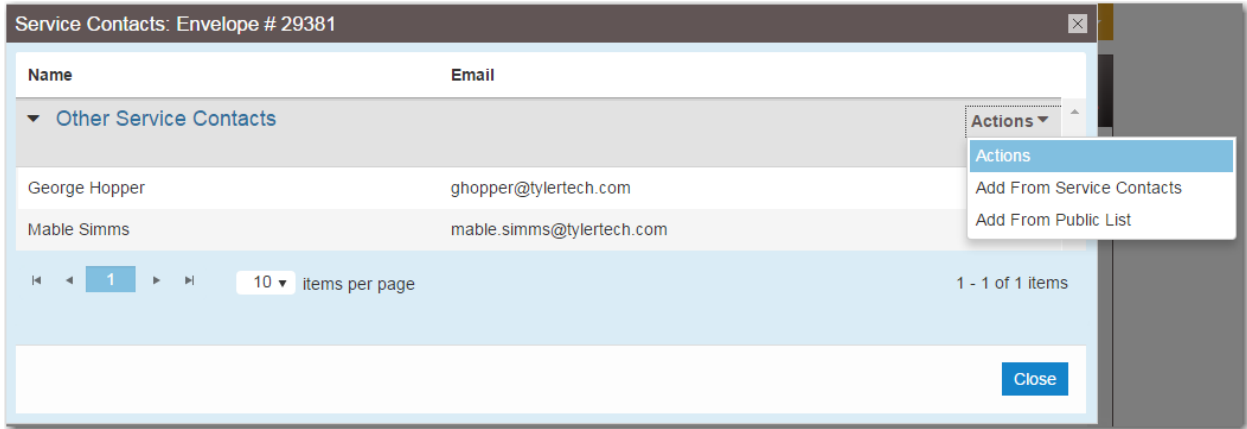 Service Contacts: Envelope # 29381
Name Email
Other Service Contacts Actions
Actions
George Hopper ghopper@tylertech.com Add From Service Contacts
Add From Public List
Mable Simms mable.simms@tylertech.com
1 10 items per page 1 - 1 of 1 items
Close